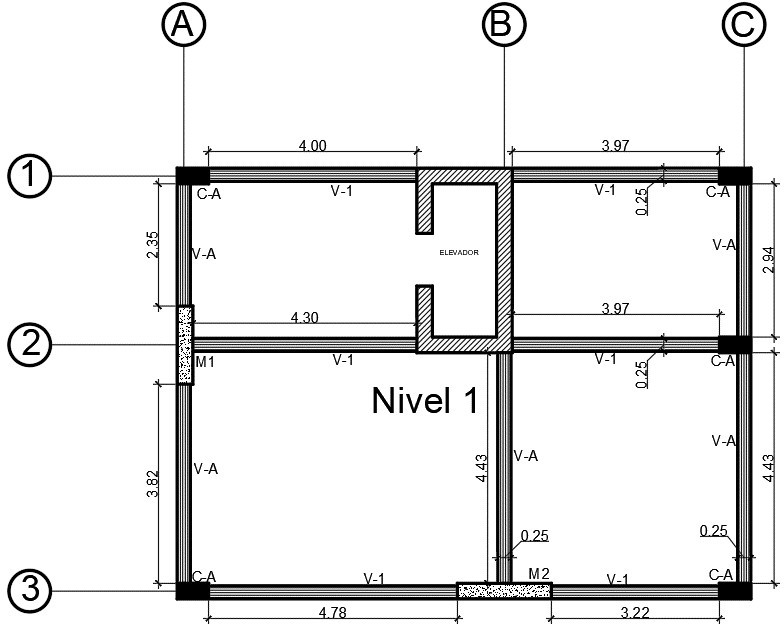 A
B
C
1
4.00
3.97
C-A
V-1
V-1
C-A
0.25
2.35
V-A
ELEVADOR
V-A
2.94
4.30
3.97
2
M1
V-1
V-1
C-A
0.25
Nivel 1
3.82
V-A
4.43
V-A
V-A
4.43
0.25
0.25
3
C-A
V-1
M2
V-1
C-A
4.78
3.22